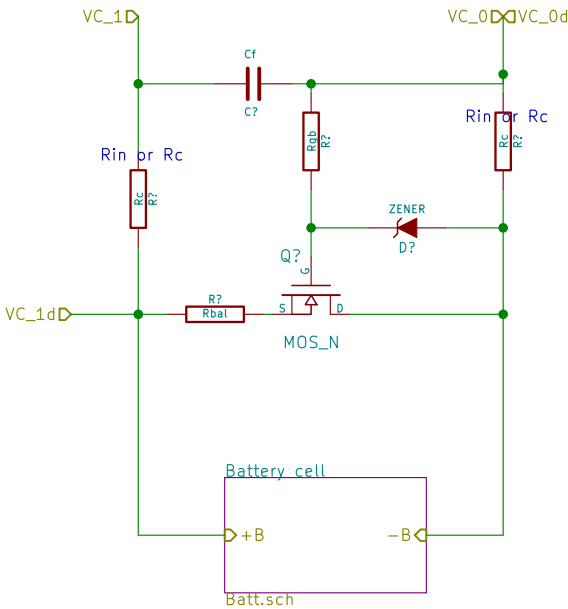 VC_1
VC_0
VC_0d
Cf
C?
Rin or Rc
Rgb
R?
Rc
R?
Rin or Rc
Rc
R?
ZENER
D?
Q?
G
VC_1d
R?
Rbal
S
D
MOS_N
Battery cell
+B
-B
Batt.sch